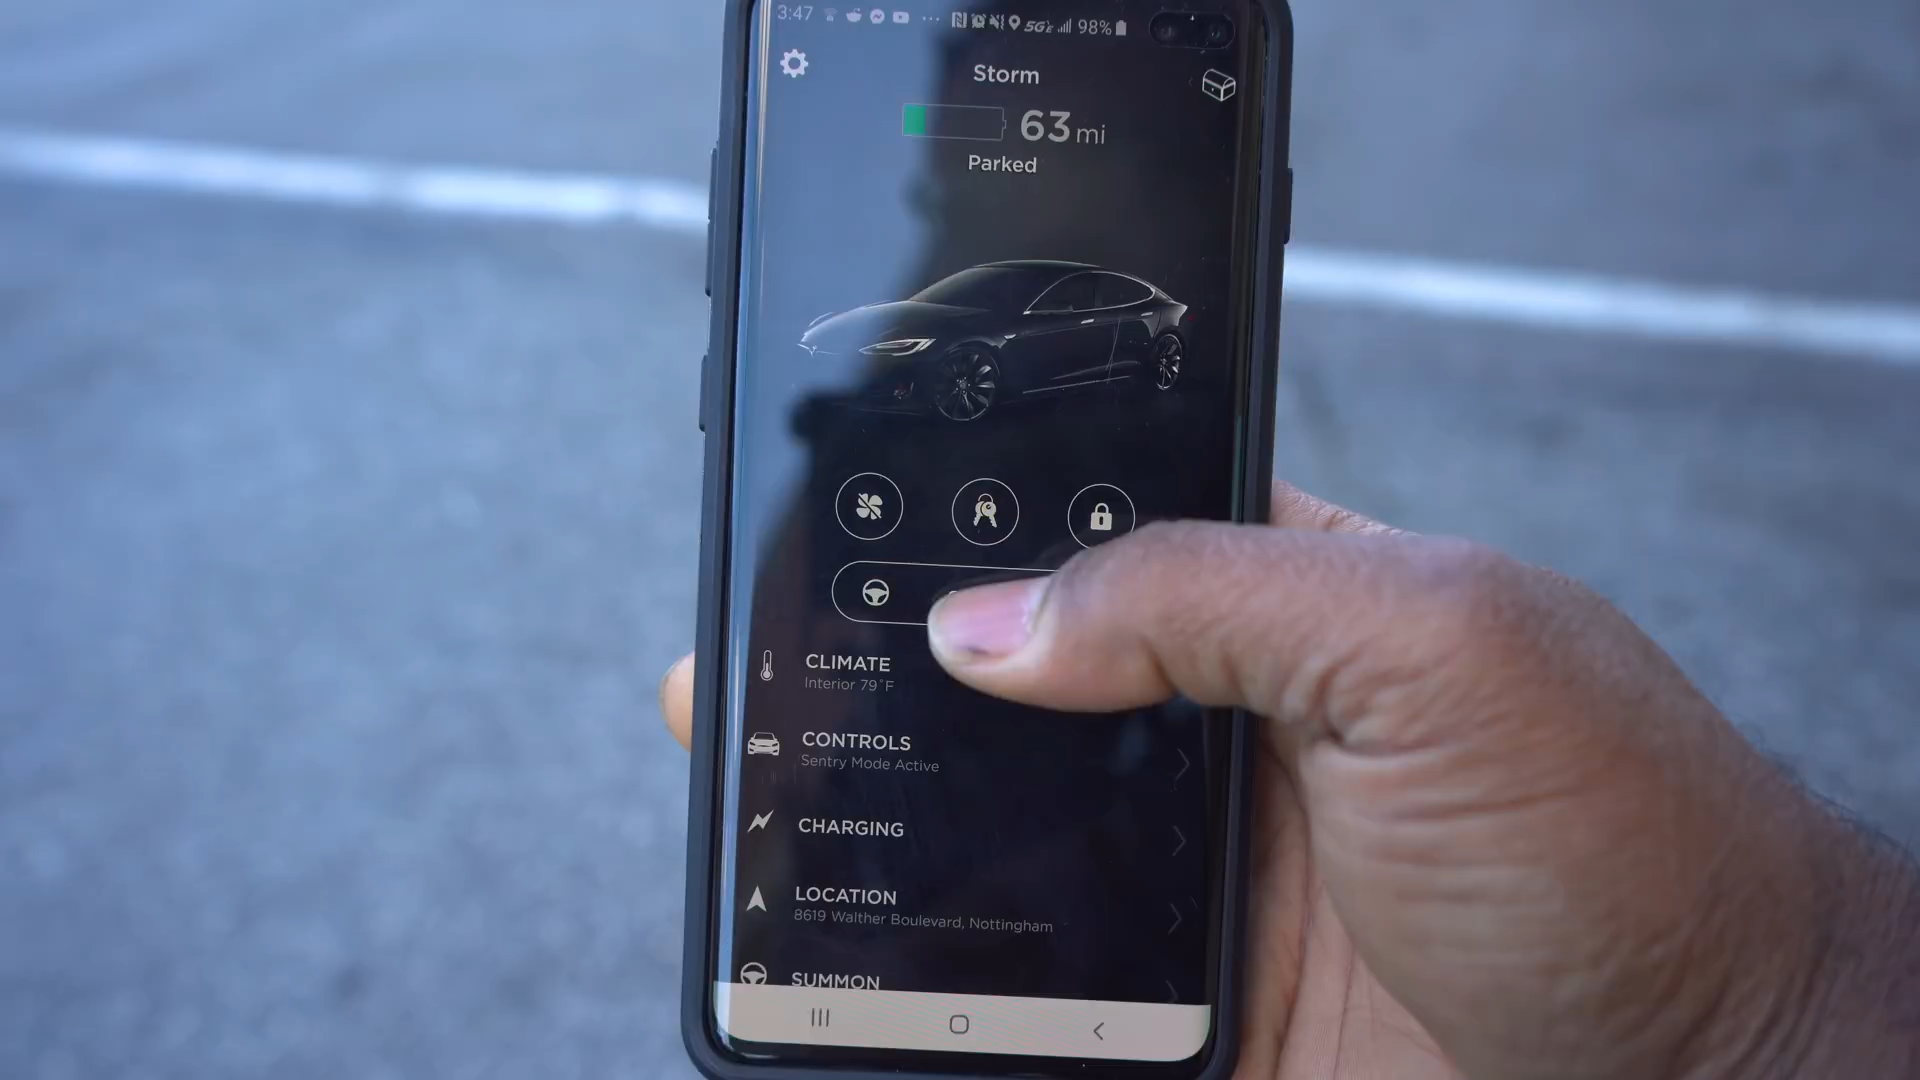 3:47 ... 5GE 98%
Storm
63 mi
Parked
CLIMATE
Interior 79°F
CONTROLS
Sentry Mode Active
CHARGING
LOCATION
8619 Walther Boulevard, Nottingham
SUMMON